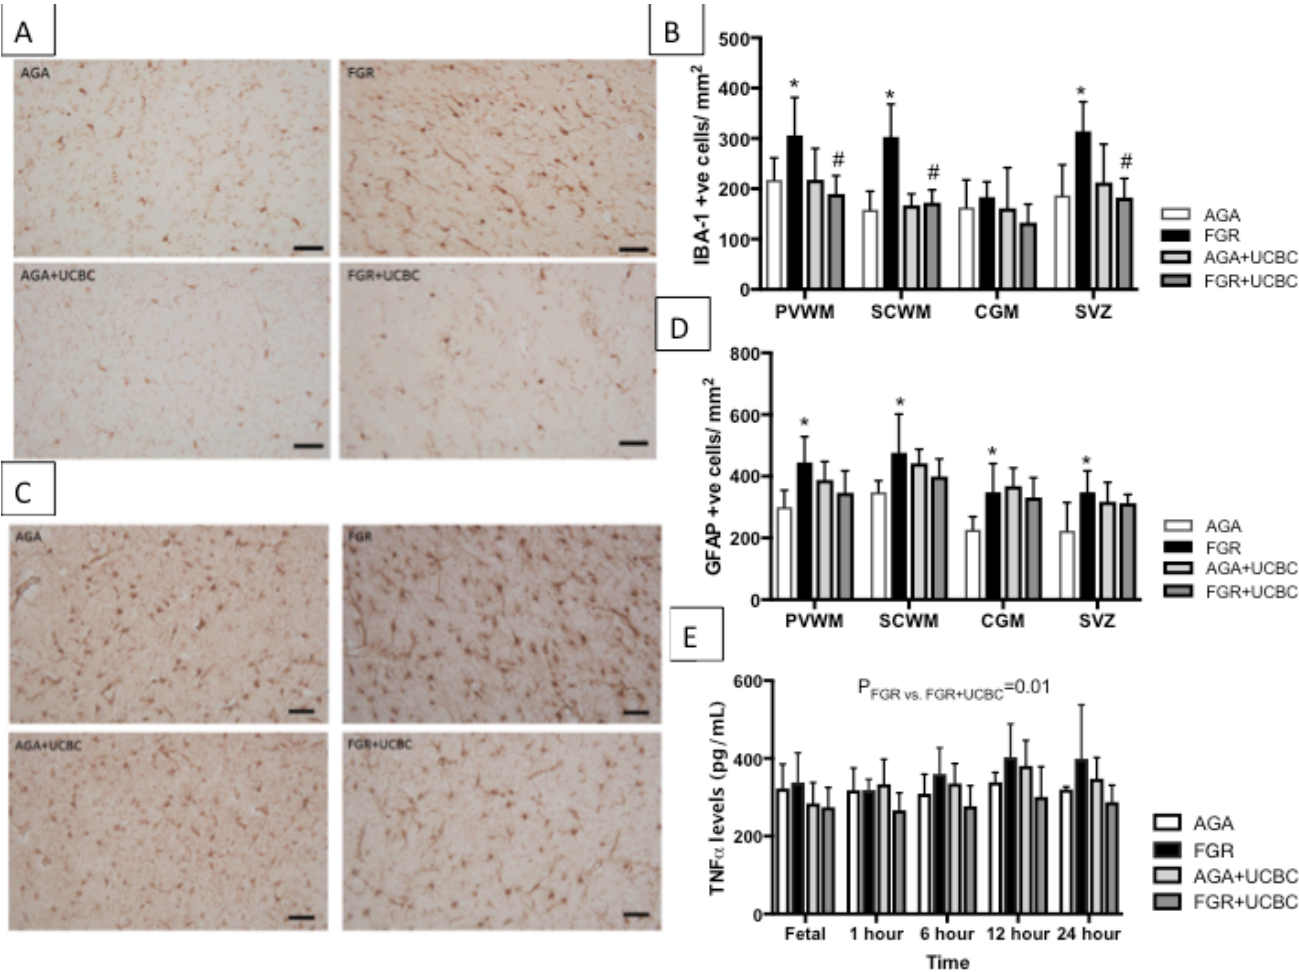 A
AGA
FGR
AGA+UCBC
FGR+UCBC
B
IBA-1 +ve cells/ mm²
500
400
300
200
100
0
*
*
*
#
#
#
PVWM SCWM CGM SVZ
AGA
FGR
AGA+UCBC
FGR+UCBC
C
AGA
FGR
AGA+UCBC
FGR+UCBC
D
GFAP +ve cells/ mm²
800
600
400
200
0
*
*
*
*
PVWM SCWM CGM SVZ
AGA
FGR
AGA+UCBC
FGR+UCBC
E
TNFα levels (pg/mL)
600
400
200
0
P FGR vs. FGR+UCBC=0.01
Fetal 1 hour 6 hour 12 hour 24 hour
Time
AGA
FGR
AGA+UCBC
FGR+UCBC